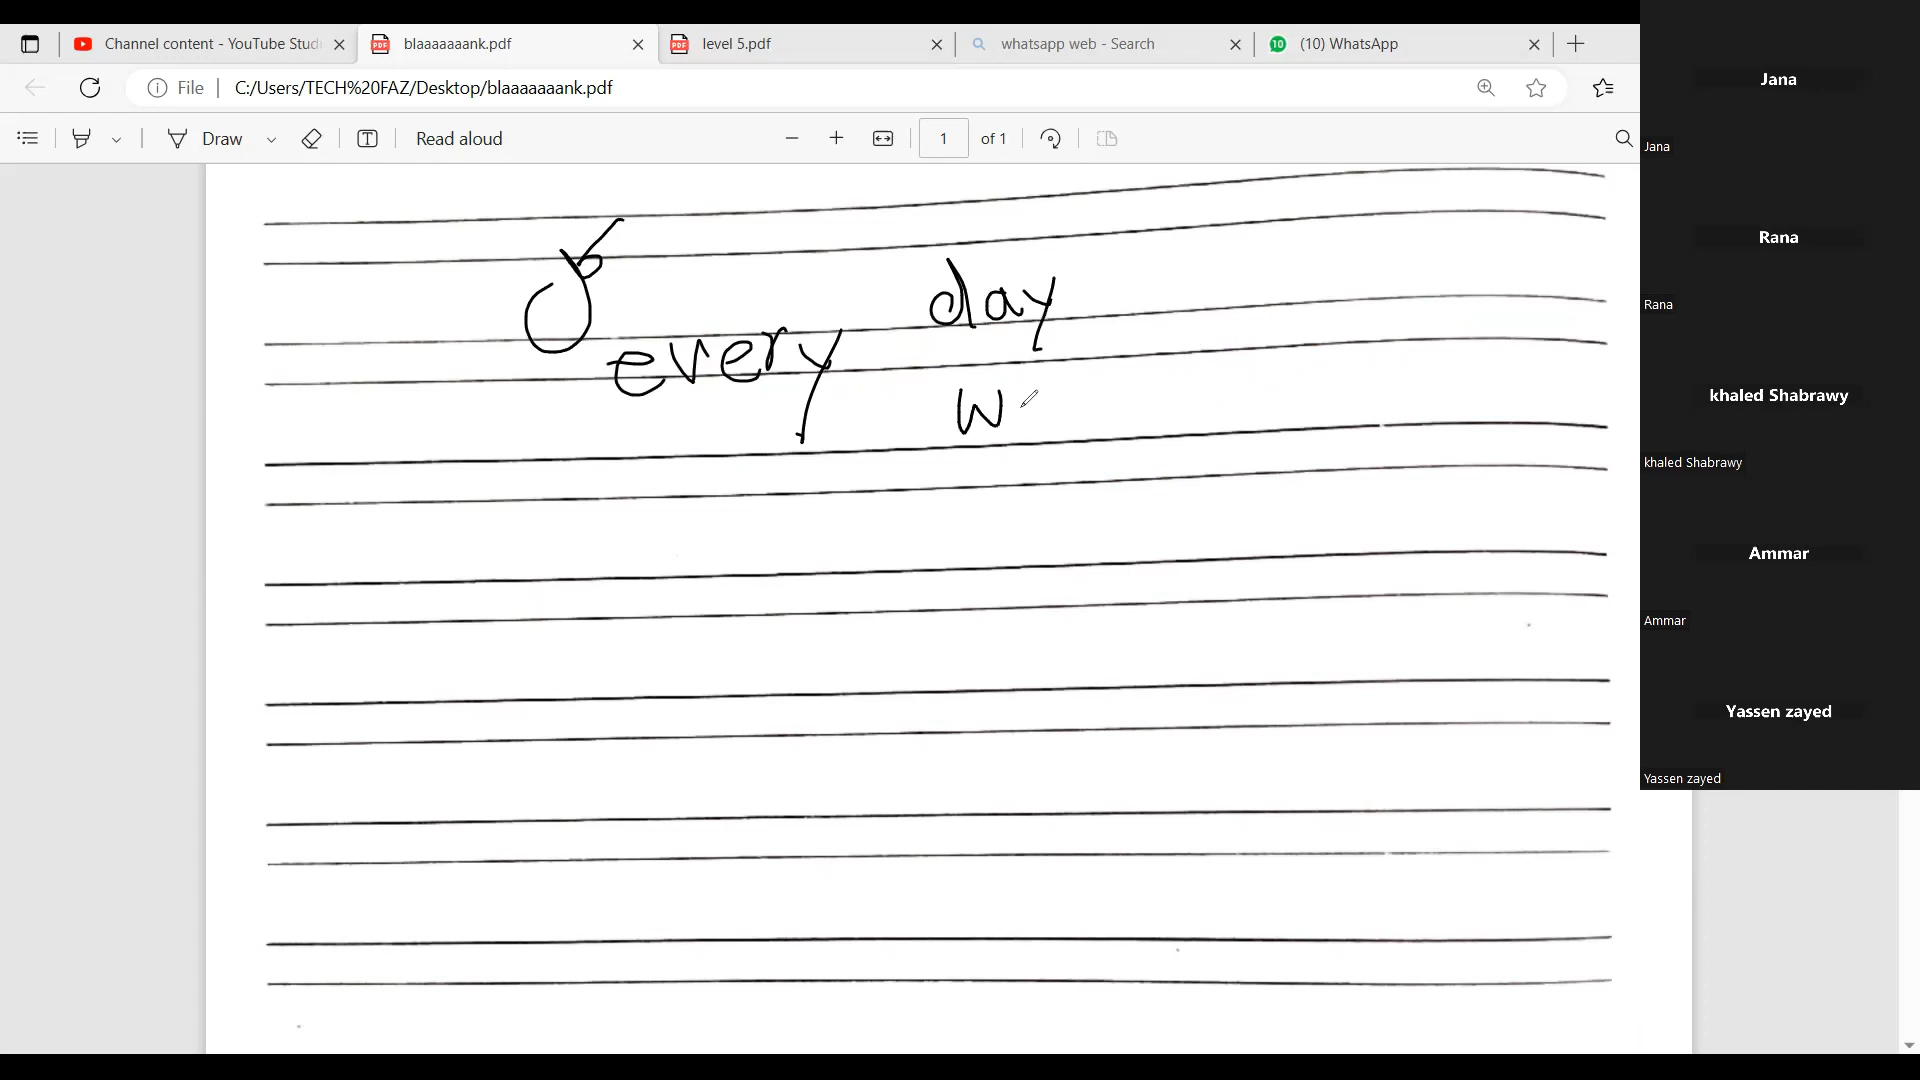 Channel content - YouTube Studi
blaaaaaaank.pdf
level 5.pdf
whatsapp web - Search
10 (10) WhatsApp
File C:/Users/TECH%20FAZ/Desktop/blaaaaaaank.pdf
Draw
Read aloud
1 of 1
day
every
w
Jana
Jana
Rana
Rana
khaled Shabrawy
khaled Shabrawy
Ammar
Ammar
Yassen zayed
Yassen zayed